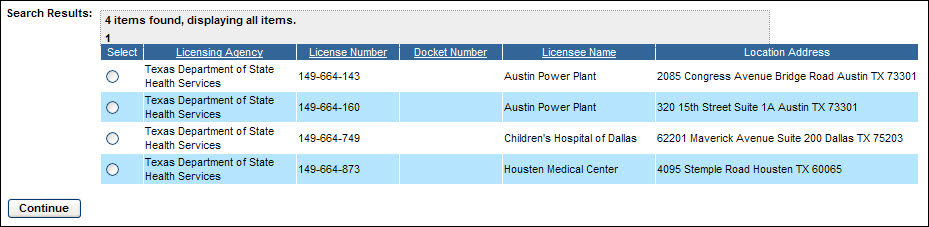 Search Results:
4 items found, displaying all items.
1
Select Licensing Agency License Number Docket Number Licensee Name Location Address
Texas Department of State
Health Services 149-664-143 Austin Power Plant 2085 Congress Avenue Bridge Road Austin TX 73301
Texas Department of State
Health Services 149-664-160 Austin Power Plant 320 15th Street Suite 1A Austin TX 73301
Texas Department of State
Health Services 149-664-749 Children's Hospital of Dallas 62201 Maverick Avenue Suite 200 Dallas TX 75203
Texas Department of State
Health Services 149-664-873 Housten Medical Center 4095 Stemple Road Housten TX 60065
Continue